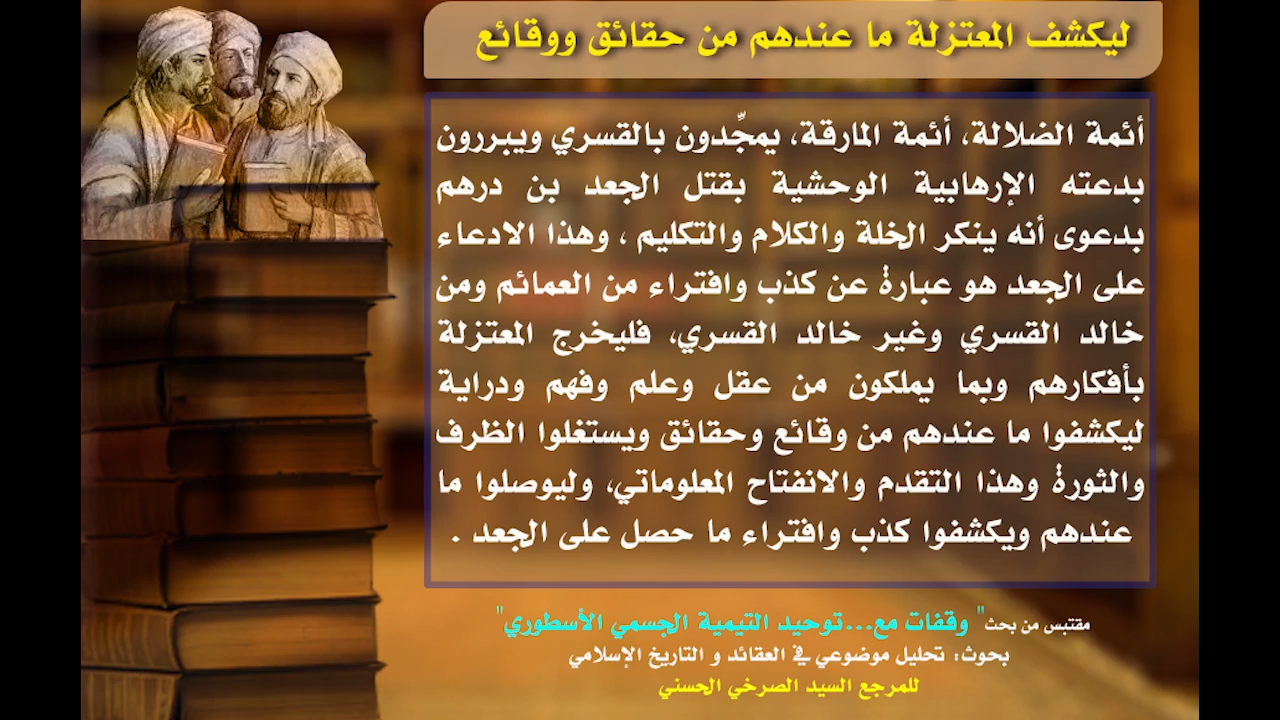 ليكشف المعتزلة ما عندهم من حقائق ووقائع
أئمة الضلالة، أئمة المارقة، يمجِّدون بالقسري ويبررون
بدعته الإرهابية الوحشية بقتل الجعد بن درهم
بدعوى أنه ينكر الخلة والكلام والتكليم ، وهذا الادعاء
على الجعد هو عبارة عن كذب وافتراء من العمائم ومن
خالد القسري وغير خالد القسري، فليخرج المعتزلة
بأفكارهم وبما يملكون من عقل وعلم وفهم ودراية
ليكشفوا ما عندهم من وقائع وحقائق ويستغلوا الظرف
والثورة وهذا التقدم والانفتاح المعلوماتي، وليوصلوا ما
عندهم ويكشفوا كذب وافتراء ما حصل على الجعد .
مقتبس من بحث" وقفات مع...توحيد التيمية الجسمي الأسطوري"
بحوث: تحليل موضوعي في العقائد و التاريخ الإسلامي
للمرجع السيد الصرخي الحسني